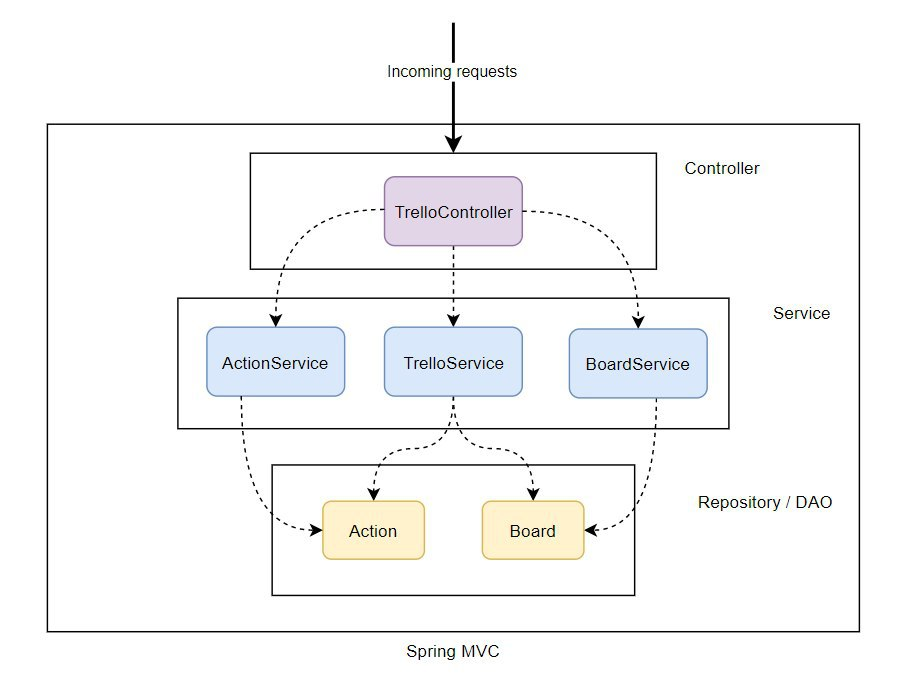 Incoming requests
Controller
TrelloController
Service
ActionService
TrelloService
BoardService
Repository / DAO
Action
Board
Spring MVC